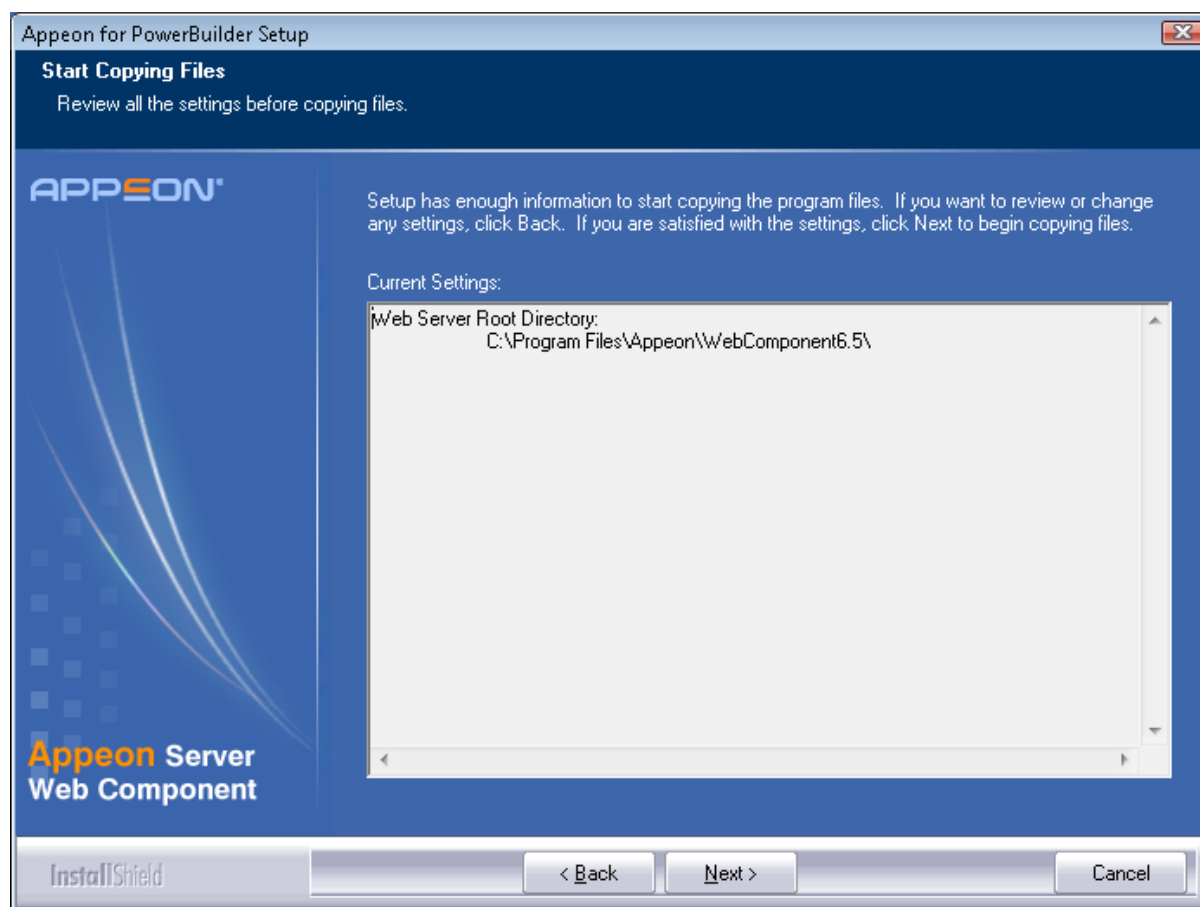 Appeon for PowerBuilder Setup
Start Copying Files
Review all the settings before copying files.
APPEON®
Setup has enough information to start copying the program files.  If you want to review or change
any settings, click Back.  If you are satisfied with the settings, click Next to begin copying files.
Current Settings:
Web Server Root Directory:
C:\Program Files\Appeon\WebComponent6.5\
Appeon Server
Web Component
InstallShield
< Back
Next >
Cancel